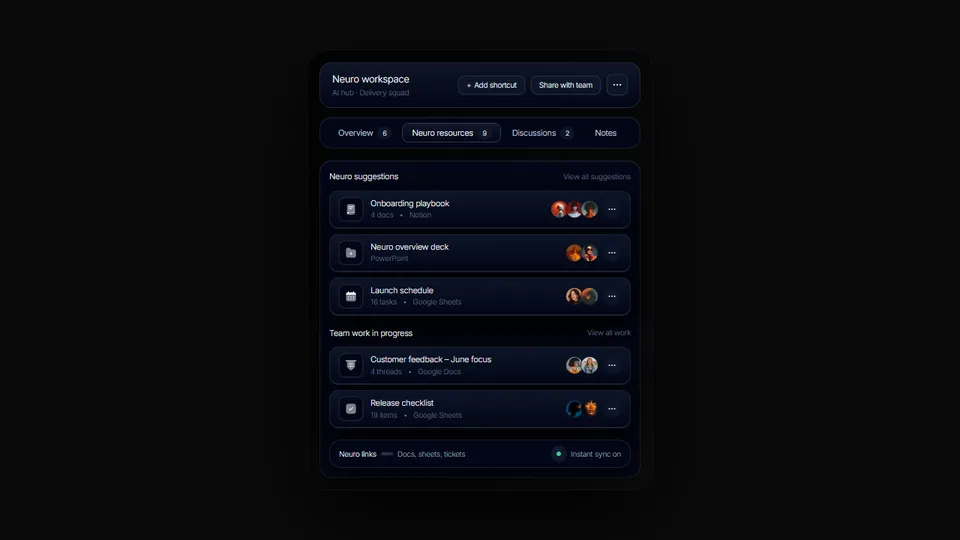 Neuro workspace
AI hub · Delivery squad
+ Add shortcut
Share with team
Overview 6
Neuro resources 9
Discussions 2
Notes
Neuro suggestions
View all suggestions
Onboarding playbook
4 docs • Notion
Neuro overview deck
PowerPoint
Launch schedule
16 tasks • Google Sheets
Team work in progress
View all work
Customer feedback – June focus
4 threads • Google Docs
Release checklist
19 items • Google Sheets
Neuro links
Docs, sheets, tickets
Instant sync on